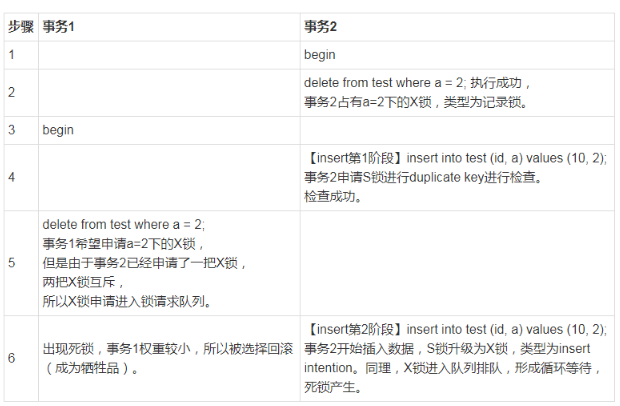 步骤 事务1 事务2
1 begin
2 delete from test where a = 2; 执行成功，
事务2占有a=2下的X锁，类型为记录锁。
3 begin
4 【insert第1阶段】insert into test (id, a) values (10, 2);
事务2申请S锁进行duplicate key进行检查。
检查成功。
5 delete from test where a = 2;
事务1希望申请a=2下的X锁，
但是由于事务2已经申请了一把X锁，
两把X锁互斥，
所以X锁申请进入锁请求队列。
6 出现死锁，事务1权重较小，所以被选择回滚
（成为牺牲品）。
【insert第2阶段】insert into test (id, a) values (10, 2);
事务2开始插入数据，S锁升级为X锁，类型为insert
intention。同理，X锁进入队列排队，形成循环等待，
死锁产生。